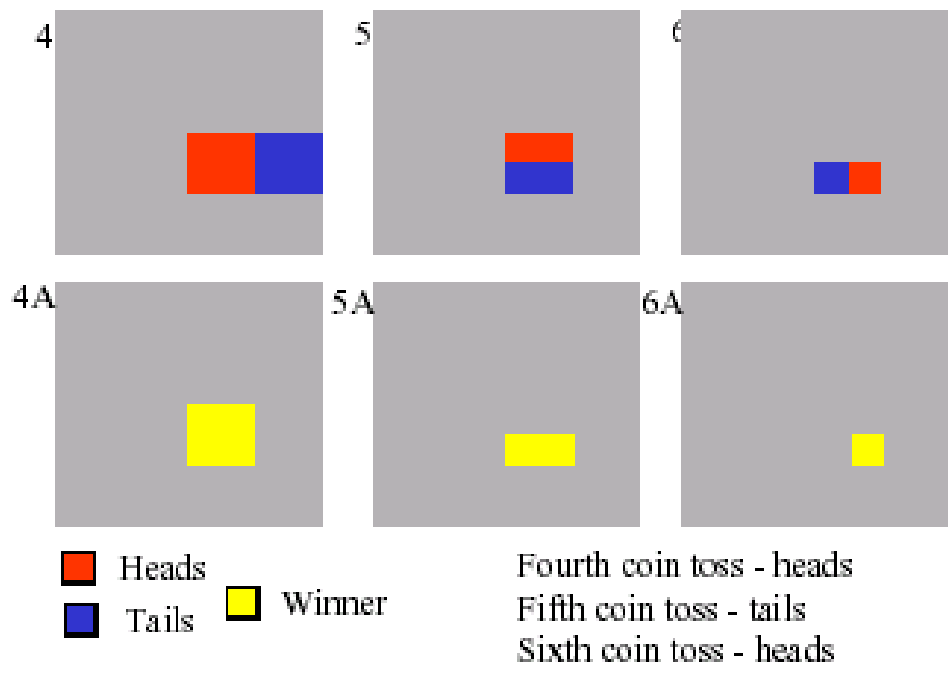 4
5
6
4A
5A
6A
Heads
Tails
Winner
Fourth coin toss - heads
Fifth coin toss - tails
Sixth coin toss - heads